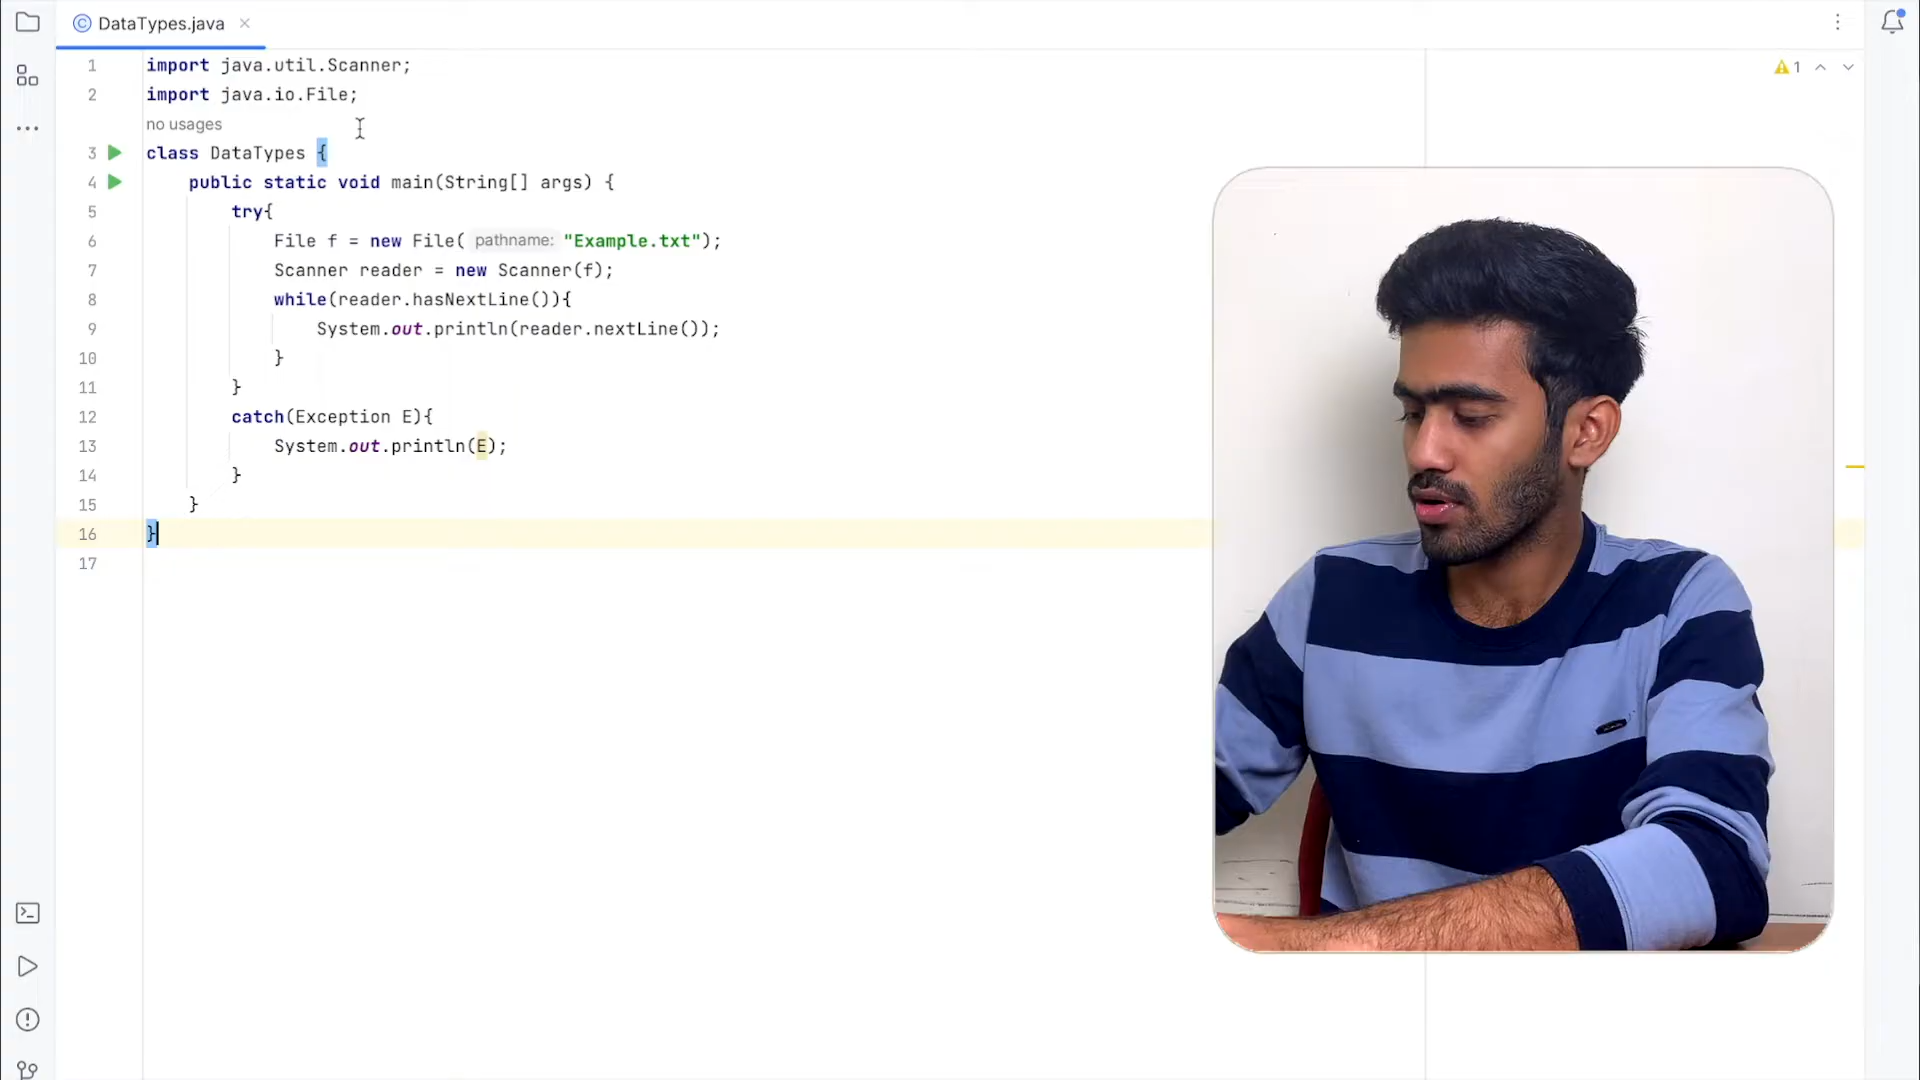 DataTypes.java
1 import java.util.Scanner;
2 import java.io.File;
no usages
3 class DataTypes {
4 public static void main(String[] args) {
5 try{
6 File f = new File( pathname: "Example.txt");
7 Scanner reader = new Scanner(f);
8 while(reader.hasNextLine()){
9 System.out.println(reader.nextLine());
10 }
11 }
12 catch(Exception E){
13 System.out.println(E);
14 }
15 }
16 }
17
1